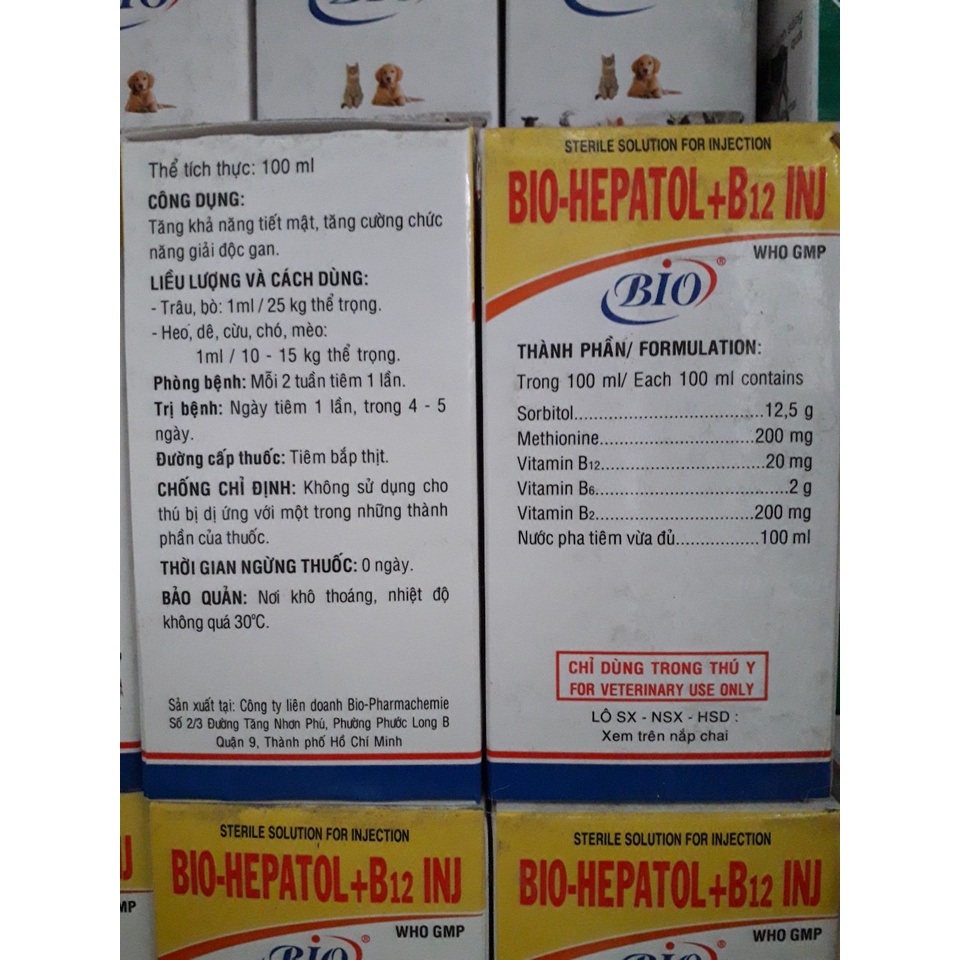 BIO
BIO
BIO
Thể tích thực: 100 ml
CÔNG DỤNG:
Tăng khả năng tiết mật, tăng cường chức
năng giải độc gan.
LIỀU LƯỢNG VÀ CÁCH DÙNG:
- Trâu, bò: 1ml / 25 kg thể trọng.
- Heo, dê, cừu, chó, mèo:
1ml / 10 - 15 kg thể trọng.
Phòng bệnh: Mỗi 2 tuần tiêm 1 lần.
Trị bệnh: Ngày tiêm 1 lần, trong 4 - 5
ngày.
Đường cấp thuốc: Tiêm bắp thịt.
CHỐNG CHỈ ĐỊNH: Không sử dụng cho
thú bị dị ứng với một trong những thành
phần của thuốc.
THỜI GIAN NGỪNG THUỐC: 0 ngày.
BẢO QUẢN: Nơi khô thoáng, nhiệt độ
không quá 30°C.
Sản xuất tại: Công ty liên doanh Bio-Pharmachemie
Số 2/3 Đường Tăng Nhơn Phú, Phường Phước Long B
Quận 9, Thành phố Hồ Chí Minh
STERILE SOLUTION FOR INJECTION
BIO-HEPATOL+B12 INJ
WHO GMP
BIO®
THÀNH PHẦN/ FORMULATION:
Trong 100 ml/ Each 100 ml contains
Sorbitol....................................12,5 g
Methionine.............................200 mg
Vitamin B12..............................20 mg
Vitamin B6....................................2 g
Vitamin B2..............................200 mg
Nước pha tiêm vừa đủ...............100 ml
CHỈ DÙNG TRONG THÚ Y
FOR VETERINARY USE ONLY
LÔ SX - NSX - HSD :
Xem trên nắp chai
STERILE SOLUTION FOR INJECTION
BIO-HEPATOL+B12 INJ
WHO GMP
BIO®
STERILE SOLUTION FOR INJECTION
BIO-HEPATOL+B12 INJ
WHO GMP
BIO®
J
MP